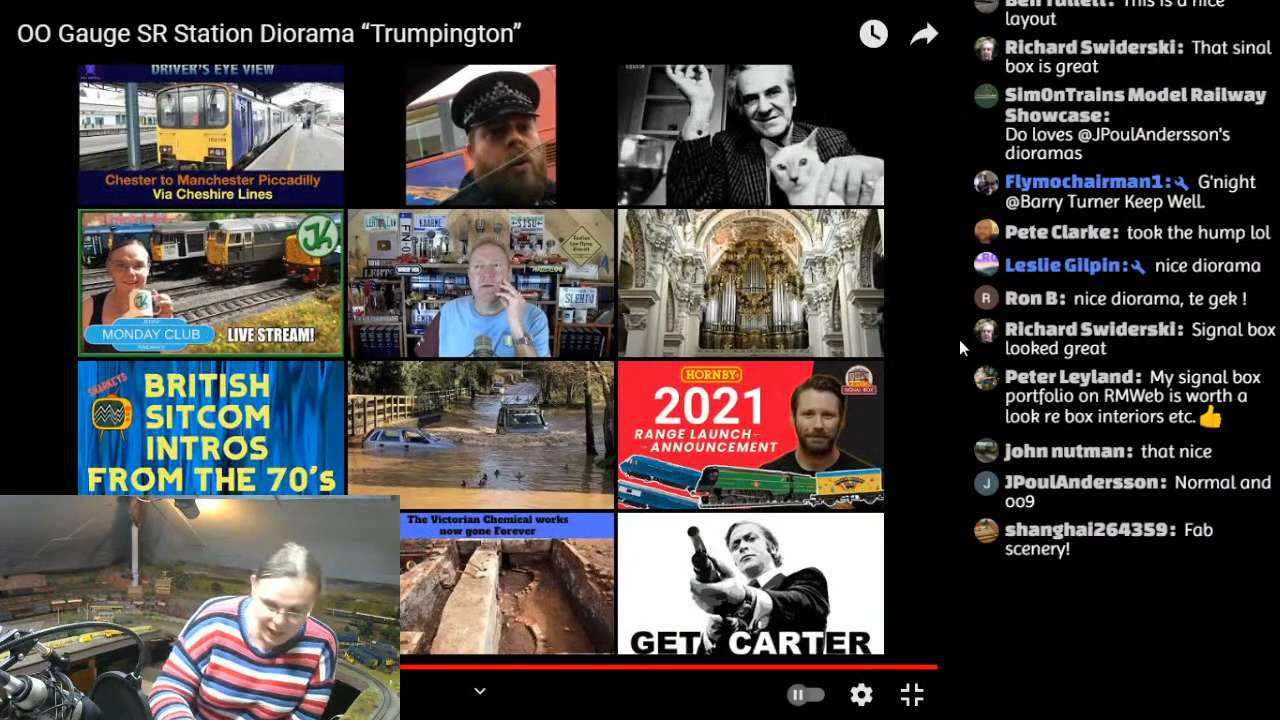 OO Gauge SR Station Diorama “Trumpington”
DRIVER'S EYE VIEW
Chester to Manchester Piccadilly
Via Cheshire Lines
MONDAY CLUB
LIVE STREAM!
SLEHTO
BRITISH
SITCOM
INTROS
FROM THE 70's
HORNBY
2021
RANGE LAUNCH
ANNOUNCEMENT
The Victorian Chemical works
now gone Forever
GET CARTER
This is a nice
layout
Richard Swiderski: That sinal
box is great
SimOnTrains Model Railway
Showcase:
Do loves @JPoulAndersson's
dioramas
Flymochairman1: G'night
@Barry Turner Keep Well.
Pete Clarke: took the hump lol
Leslie Gilpin: nice diorama
R
Ron B: nice diorama, te gek !
Richard Swiderski: Signal box
looked great
Peter Leyland: My signal box
portfolio on RMWeb is worth a
look re box interiors etc.
john nutman: that nice
J
JPoulAndersson: Normal and
oo9
shanghai264359: Fab
scenery!